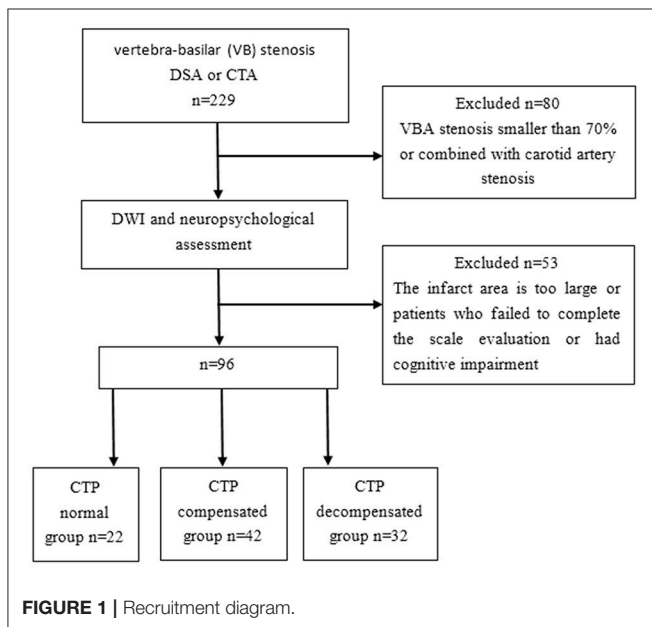 vertebra-basilar (VB) stenosis
DSA or CTA
n=229
Excluded n=80
VBA stenosis smaller than 70%
or combined with carotid artery
stenosis
DWI and neuropsychological
assessment
Excluded n=53
The infarct area is too large or
patients who failed to complete
the scale evaluation or had
cognitive impairment
n=96
CTP
normal
group n=22
CTP
compensated
group n=42
CTP
decompensated
group n=32
FIGURE 1 | Recruitment diagram.